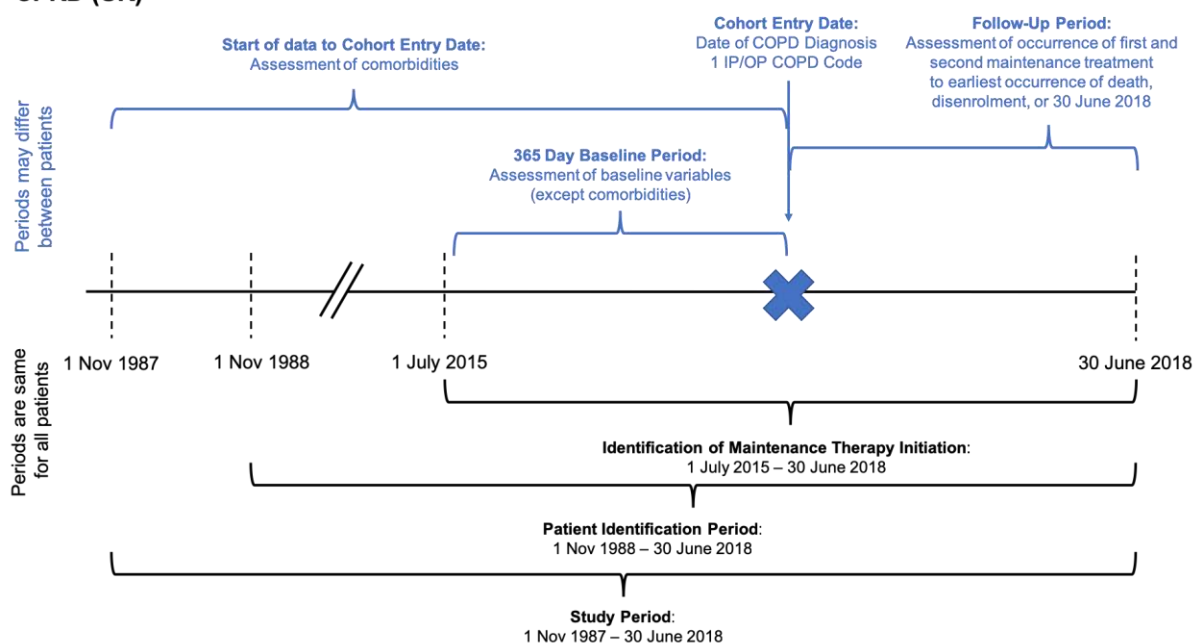 Start of data to Cohort Entry Date:
Assessment of comorbidities
Cohort Entry Date:
Date of COPD Diagnosis
1 IP/OP COPD Code
Follow-Up Period:
Assessment of occurrence of first and
second maintenance treatment
to earliest occurrence of death,
disenrolment, or 30 June 2018
Periods may differ
between patients
365 Day Baseline Period:
Assessment of baseline variables
(except comorbidities)
1 Nov 1987
1 Nov 1988
1 July 2015
30 June 2018
Periods are same
for all patients
Identification of Maintenance Therapy Initiation:
1 July 2015 – 30 June 2018
Patient Identification Period:
1 Nov 1988 – 30 June 2018
Study Period:
1 Nov 1987 – 30 June 2018